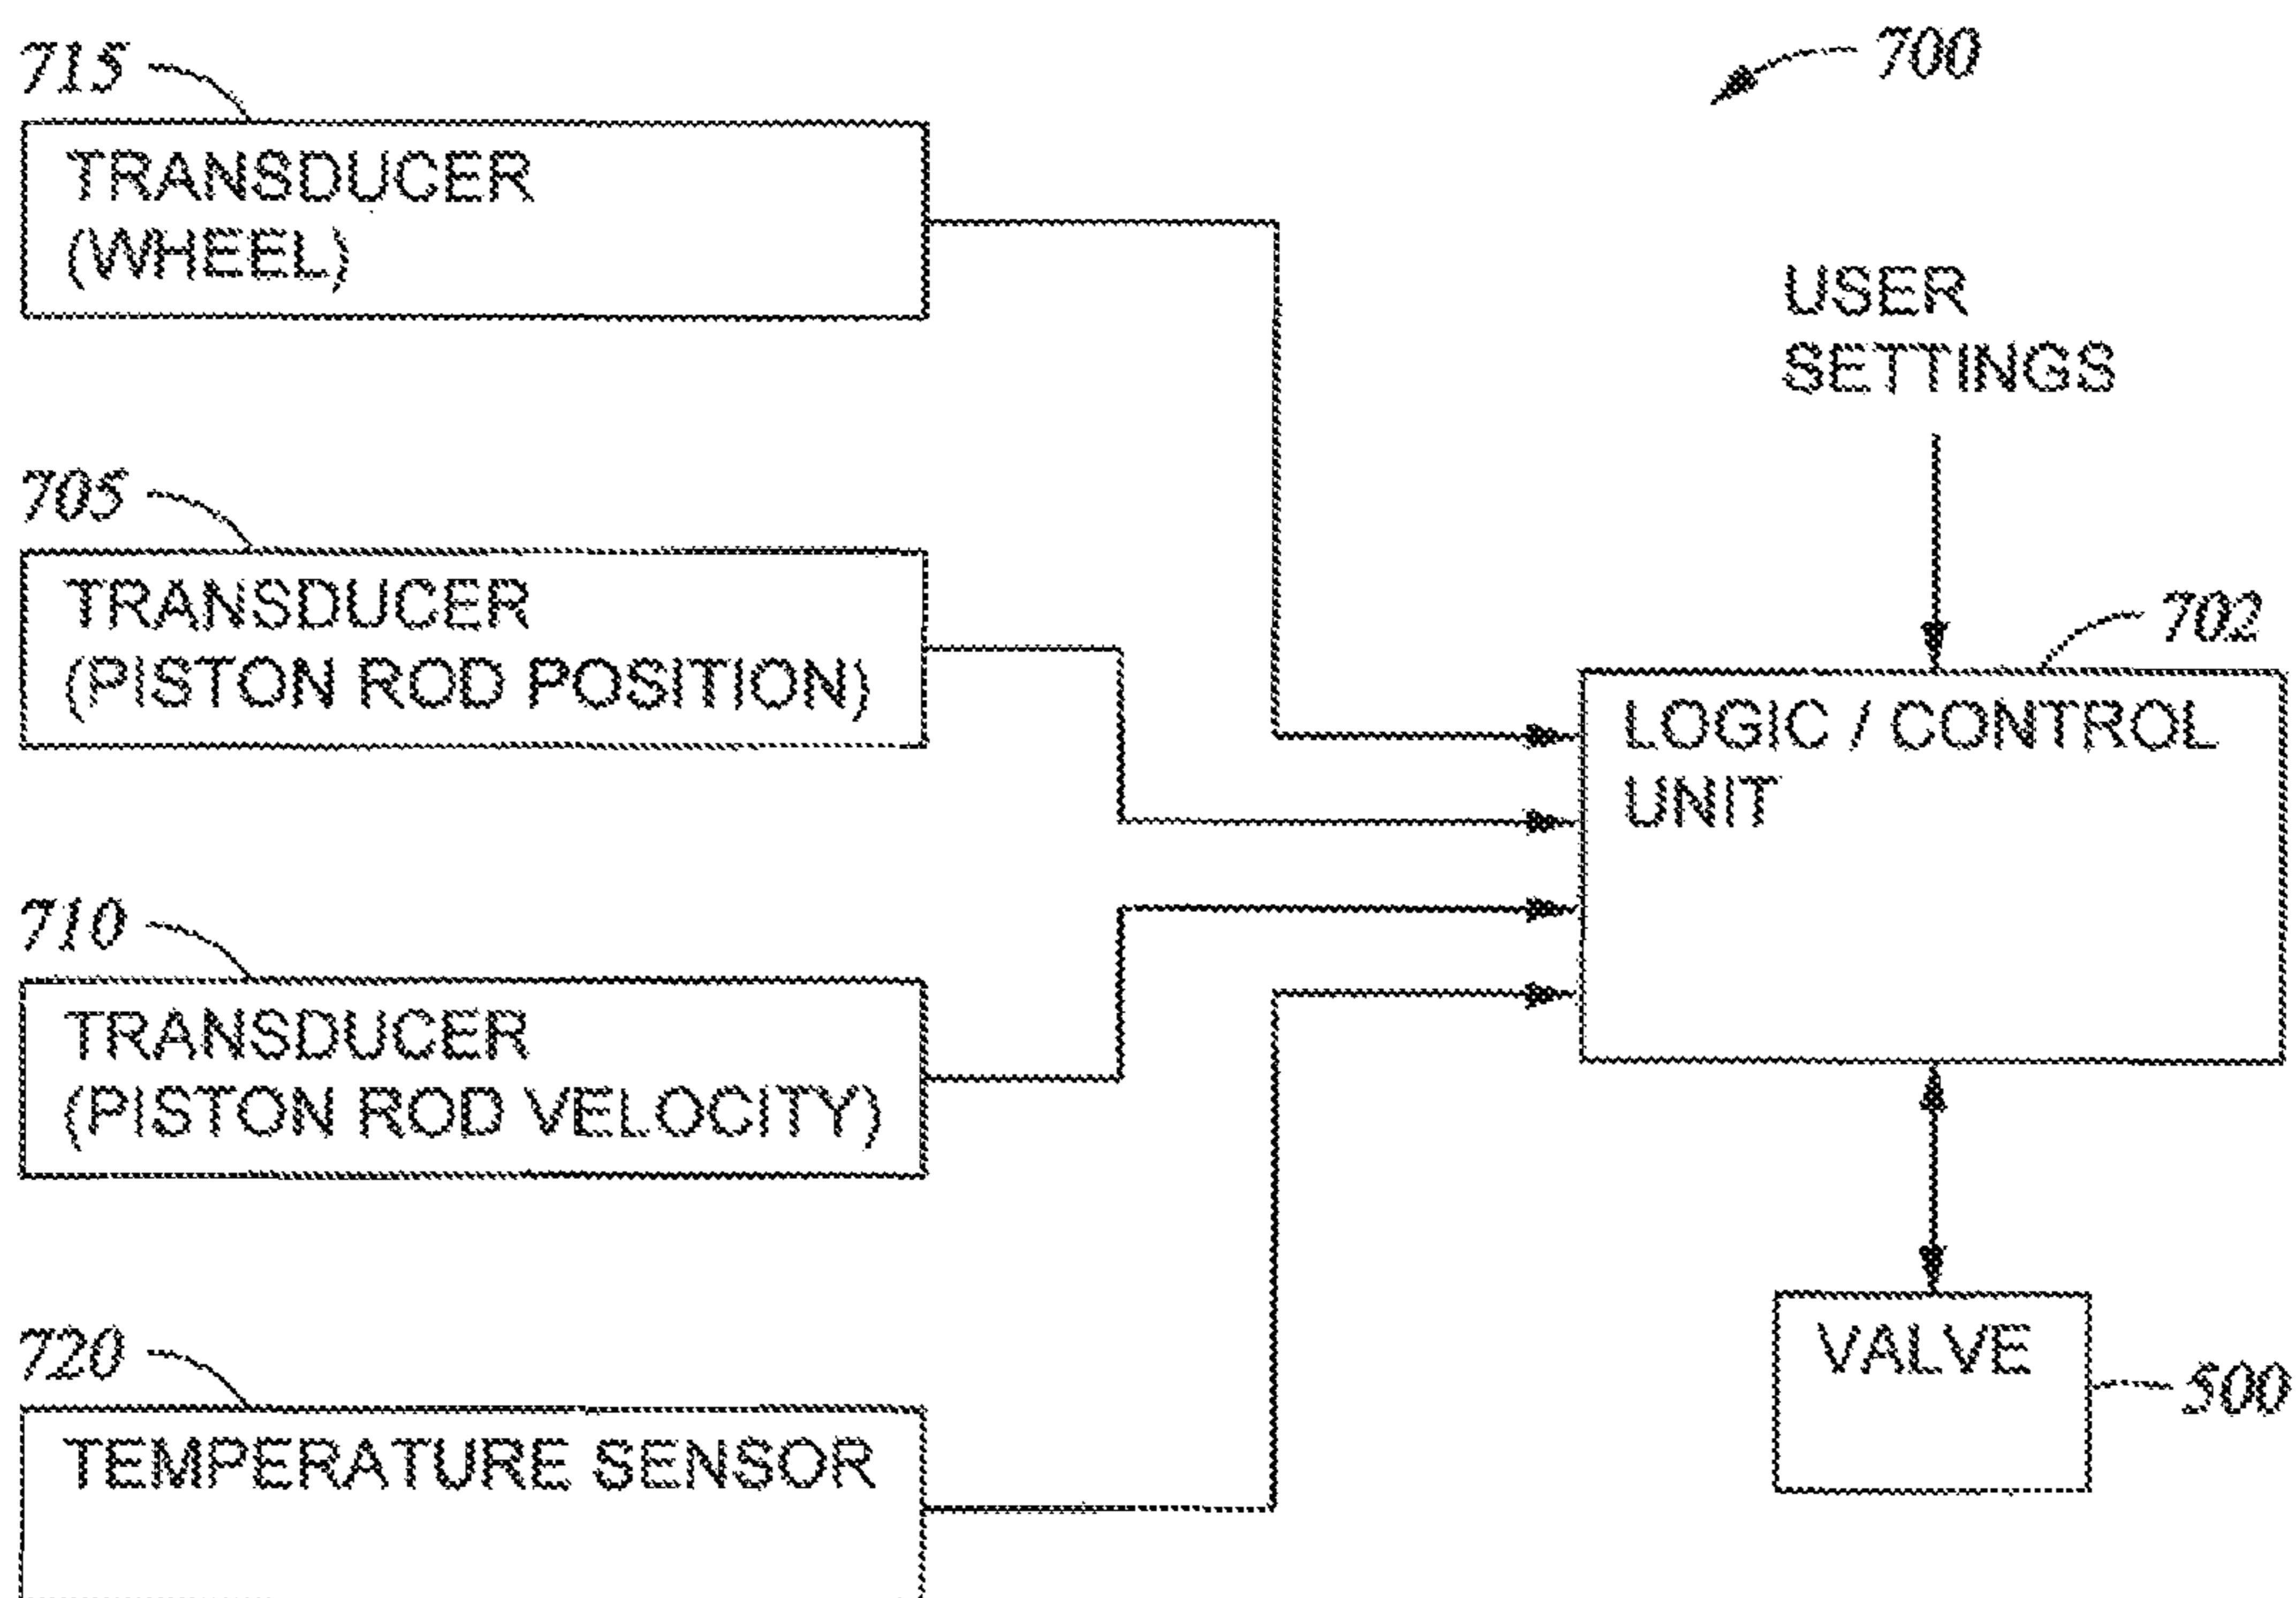 715
700
TRANSDUCER
(WHEEL)
USER
SETTINGS
705
TRANSDUCER
(PISTON ROD POSITION)
702
LOGIC / CONTROL
UNIT
710
TRANSDUCER
(PISTON ROD VELOCITY)
720
TEMPERATURE SENSOR
VALVE
500